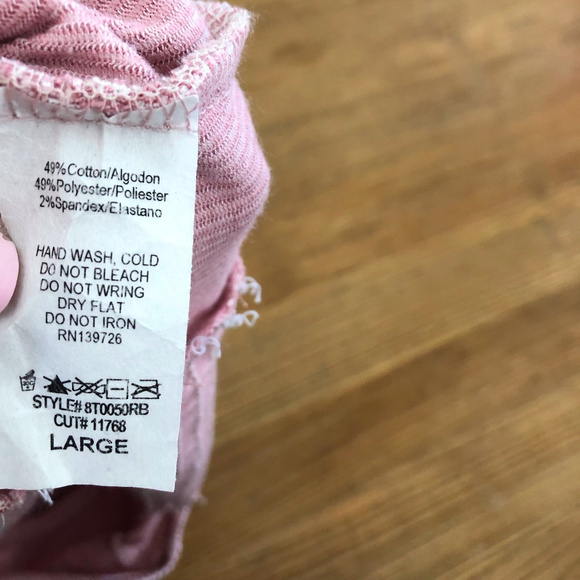 49%Cotton/Algodon
49%Polyester/Poliester
2%Spandex/Elastano
HAND WASH, COLD
DO NOT BLEACH
DO NOT WRING
DRY FLAT
DO NOT IRON
RN139726
STYLE# 8T0050RB
CUT# 11768
LARGE